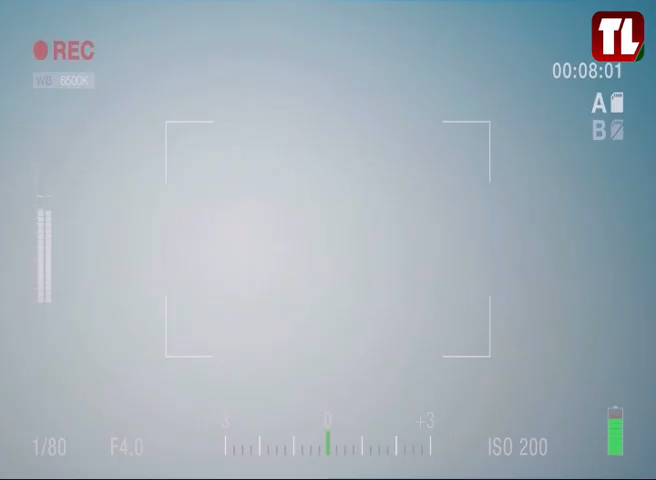 TL
REC
00:08:01
WB 6500K
A
B
3 0 +3
1/80 F4.0 ISO 200